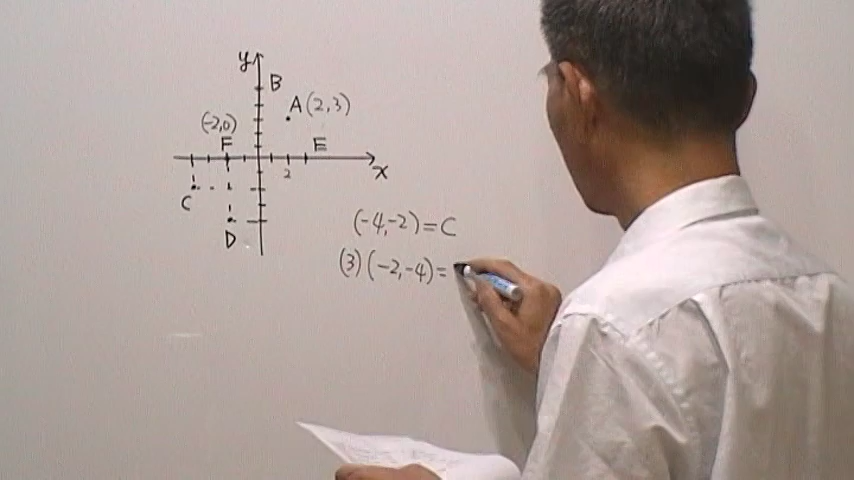 y
B
A(2,3)
(-2,0)
F
E
x
2
C
D
(-4,-2)=C
(3)(-2,-4)=